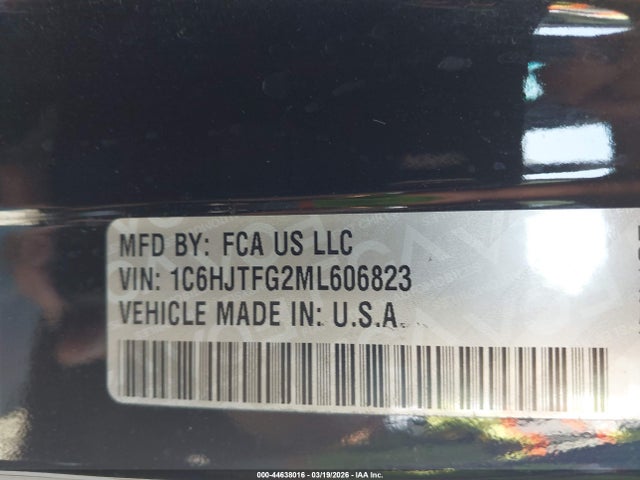 MFD BY: FCA US LLC
VIN: 1C6HJTFG2ML606823
VEHICLE MADE IN: U.S.A.
000-44638016 - 03/19/2026 - IAA Inc.